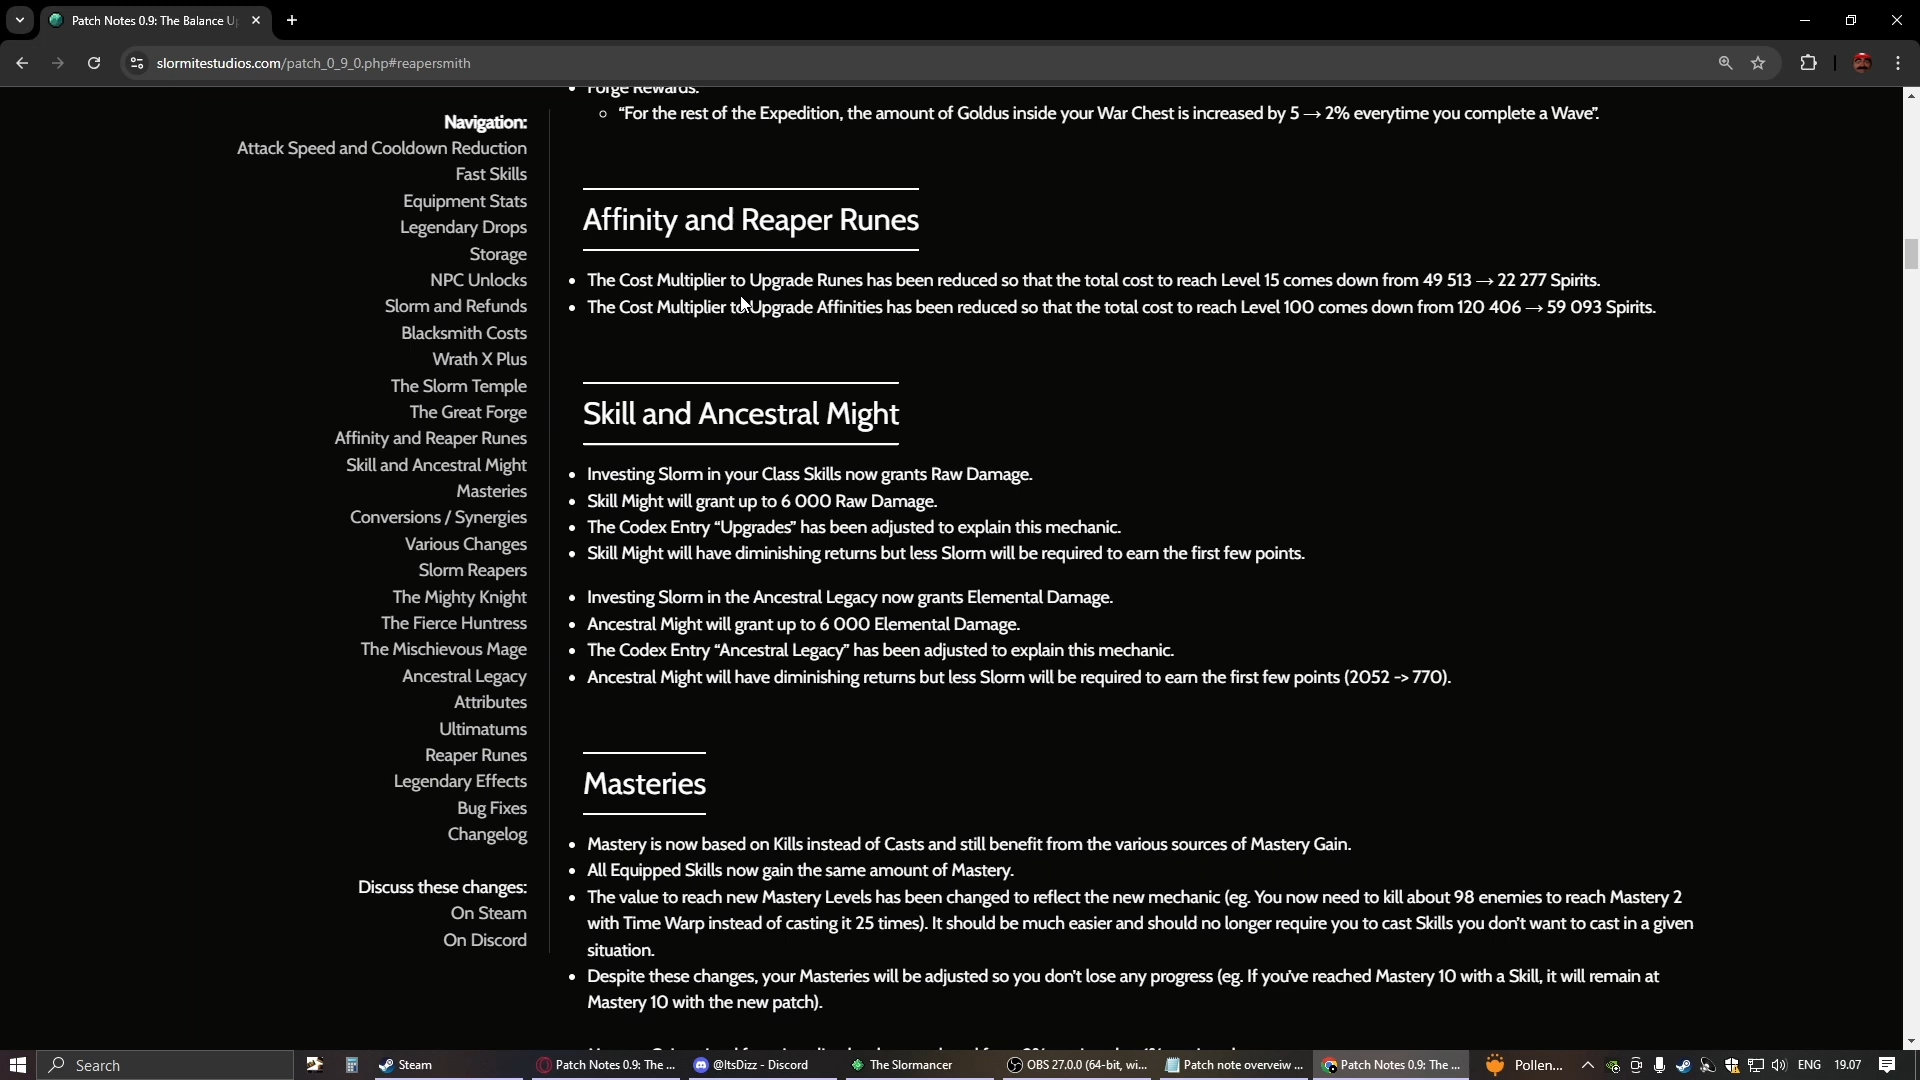 Patch Notes 0.9: The Balance U
slormitestudios.com/patch_0_9_0.php#reapersmith
Navigation:
Attack Speed and Cooldown Reduction
Fast Skills
Equipment Stats
Legendary Drops
Storage
NPC Unlocks
Slorm and Refunds
Blacksmith Costs
Wrath X Plus
The Slorm Temple
The Great Forge
Affinity and Reaper Runes
Skill and Ancestral Might
Masteries
Conversions / Synergies
Various Changes
Slorm Reapers
The Mighty Knight
The Fierce Huntress
The Mischievous Mage
Ancestral Legacy
Attributes
Ultimatums
Reaper Runes
Legendary Effects
Bug Fixes
Changelog
Discuss these changes:
On Steam
On Discord
Forge Rewards:
“For the rest of the Expedition, the amount of Goldus inside your War Chest is increased by 5 → 2% everytime you complete a Wave”.
Affinity and Reaper Runes
The Cost Multiplier to Upgrade Runes has been reduced so that the total cost to reach Level 15 comes down from 49 513 → 22 277 Spirits.
The Cost Multiplier to Upgrade Affinities has been reduced so that the total cost to reach Level 100 comes down from 120 406 → 59 093 Spirits.
Skill and Ancestral Might
Investing Slorm in your Class Skills now grants Raw Damage.
Skill Might will grant up to 6 000 Raw Damage.
The Codex Entry “Upgrades” has been adjusted to explain this mechanic.
Skill Might will have diminishing returns but less Slorm will be required to earn the first few points.
Investing Slorm in the Ancestral Legacy now grants Elemental Damage.
Ancestral Might will grant up to 6 000 Elemental Damage.
The Codex Entry “Ancestral Legacy” has been adjusted to explain this mechanic.
Ancestral Might will have diminishing returns but less Slorm will be required to earn the first few points (2052 -> 770).
Masteries
Mastery is now based on Kills instead of Casts and still benefit from the various sources of Mastery Gain.
All Equipped Skills now gain the same amount of Mastery.
The value to reach new Mastery Levels has been changed to reflect the new mechanic (eg. You now need to kill about 98 enemies to reach Mastery 2
with Time Warp instead of casting it 25 times). It should be much easier and should no longer require you to cast Skills you don’t want to cast in a given
situation.
Despite these changes, your Masteries will be adjusted so you don’t lose any progress (eg. If you’ve reached Mastery 10 with a Skill, it will remain at
Mastery 10 with the new patch).
Search
Steam
Patch Notes 0.9: The ...
@ItsDizz - Discord
The Slormancer
OBS 27.0.0 (64-bit, wi...
Patch note overveiw ...
Patch Notes 0.9: The ...
Pollen...
ENG
19.07